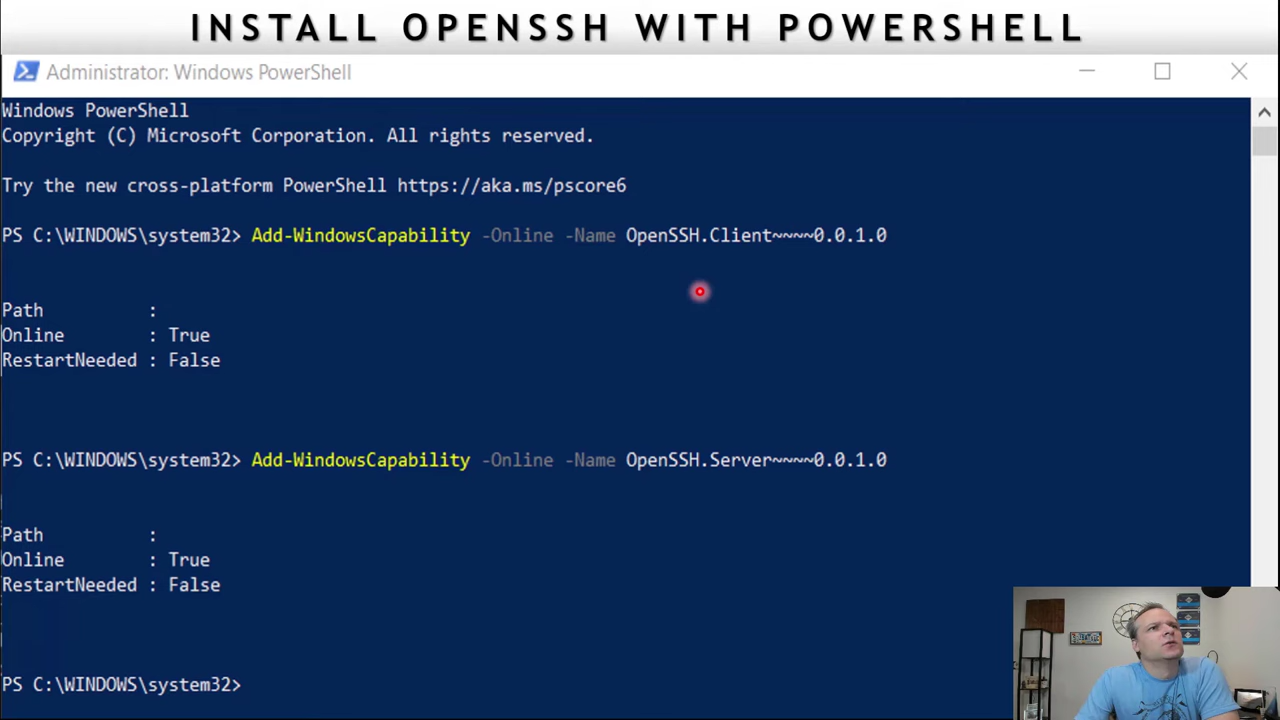 INSTALL OPENSSH WITH POWERSHELL
Administrator: Windows PowerShell
Windows PowerShell
Copyright (C) Microsoft Corporation. All rights reserved.
Try the new cross-platform PowerShell https://aka.ms/pscore6
PS C:\WINDOWS\system32> Add-WindowsCapability -Online -Name OpenSSH.Client~~~~0.0.1.0
Path           :
Online         : True
RestartNeeded : False
PS C:\WINDOWS\system32> Add-WindowsCapability -Online -Name OpenSSH.Server~~~~0.0.1.0
Path           :
Online         : True
RestartNeeded : False
PS C:\WINDOWS\system32>